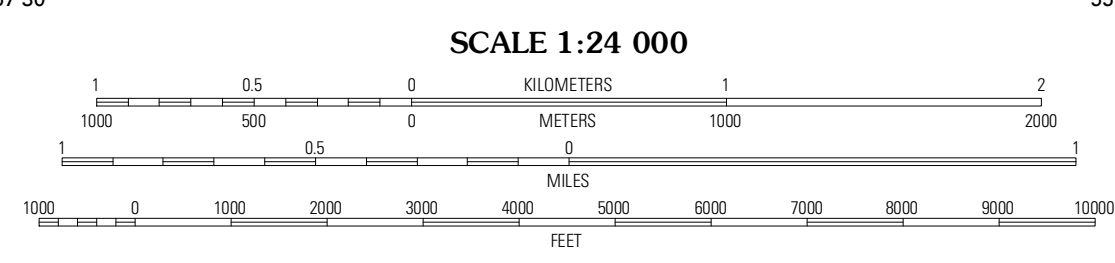 SCALE 1:24 000
1 0.5 0 KILOMETERS 1 2
1000 500 0 METERS 1000 2000
1 0.5 0 1
MILES
1000 0 1000 2000 3000 4000 5000 6000 7000 8000 9000 10000
FEET